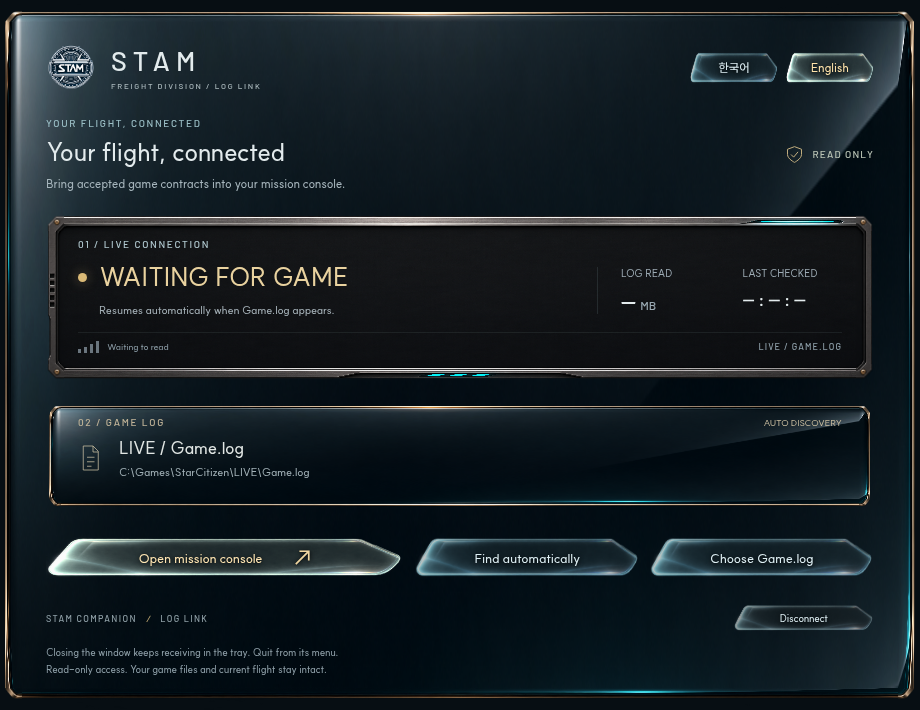 STAM
STAM
FREIGHT DIVISION / LOG LINK
한국어
English
YOUR FLIGHT, CONNECTED
Your flight, connected
READ ONLY
Bring accepted game contracts into your mission console.
01 / LIVE CONNECTION
WAITING FOR GAME
Resumes automatically when Game.log appears.
LOG READ
— MB
LAST CHECKED
—:—:—
Waiting to read
LIVE / GAME.LOG
02 / GAME LOG
AUTO DISCOVERY
LIVE / Game.log
C:\Games\StarCitizen\LIVE\Game.log
Open mission console
Find automatically
Choose Game.log
STAM COMPANION / LOG LINK
Disconnect
Closing the window keeps receiving in the tray. Quit from its menu.
Read-only access. Your game files and current flight stay intact.